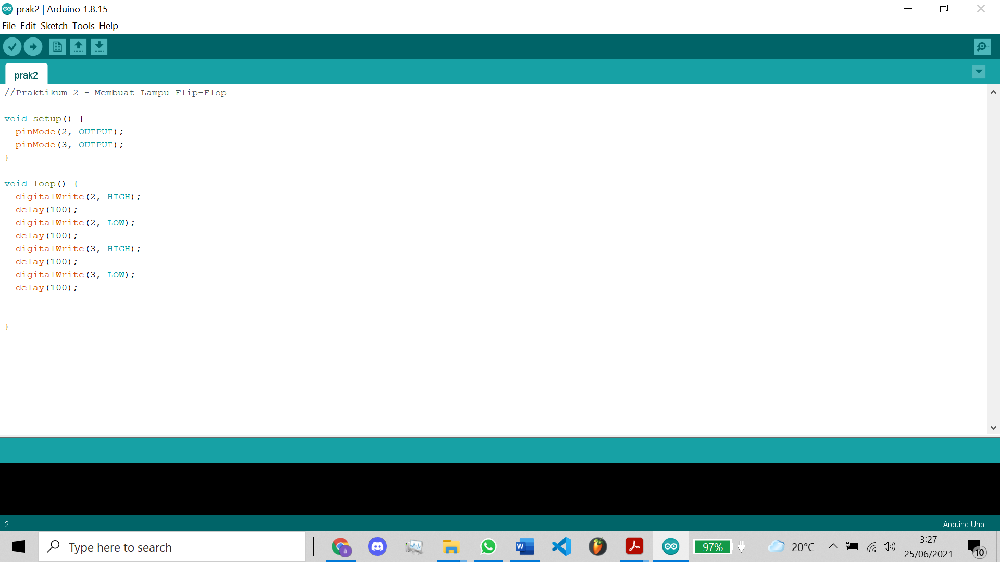 prak2 | Arduino 1.8.15
File Edit Sketch Tools Help
prak2
//Praktikum 2 - Membuat Lampu Flip-Flop
void setup() {
  pinMode(2, OUTPUT);
  pinMode(3, OUTPUT);
}
void loop() {
  digitalWrite(2, HIGH);
  delay(100);
  digitalWrite(2, LOW);
  delay(100);
  digitalWrite(3, HIGH);
  delay(100);
  digitalWrite(3, LOW);
  delay(100);
}
2
Arduino Uno
Type here to search
a
W
97%
20°C
3:27
25/06/2021
10